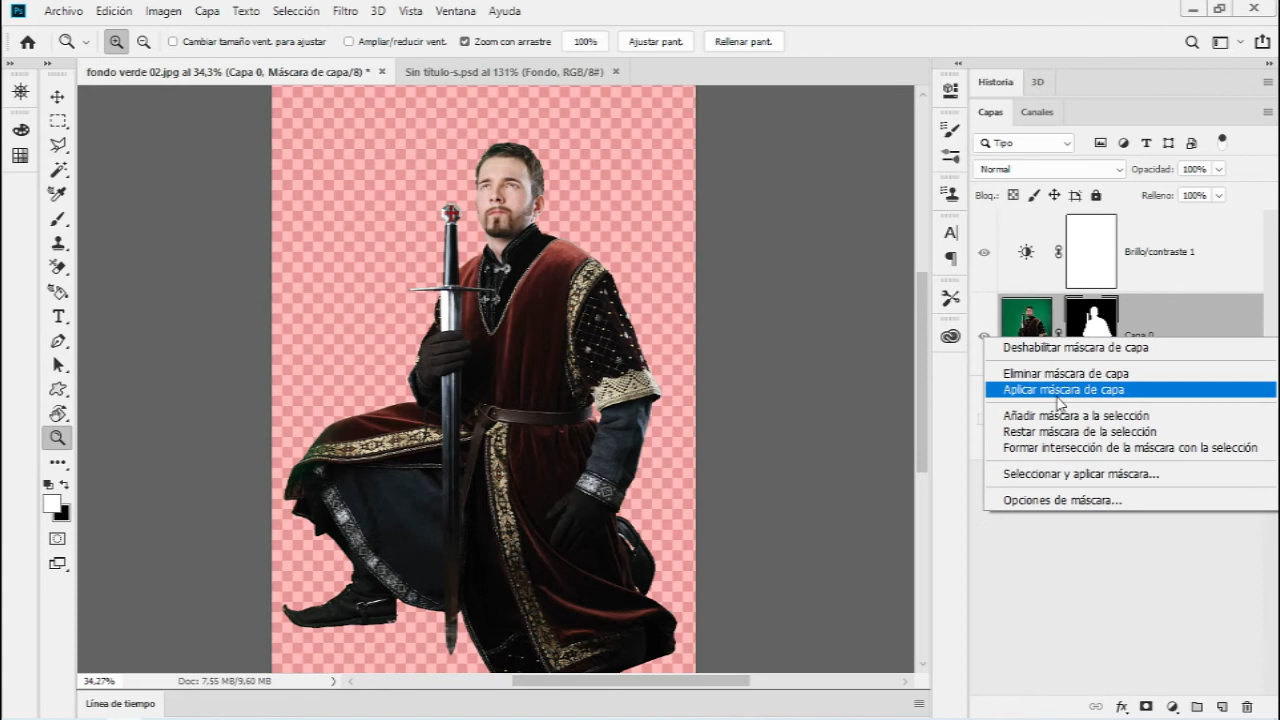 Ps Archivo Edición Imagen Capa Texto Selección Filtro 3D Vista Ventana Ayuda
Cambiar tamaño vent. para ajustar Ampliar/reducir vent. Zoom con arrastre 100% Ajustar pant. Rellenar pant.
fondo verde 02.jpg al 34,3% (Capa 0, Máscara de capa/8) * Sin título-s.psd al 131% (Fondo, RGB/8#)
Historia 3D
Capas Canales
Tipo
Normal Opacidad: 100%
Bloq.: Relleno: 100%
Brillo/contraste 1
Capa 0
Deshabilitar máscara de capa
Eliminar máscara de capa
Aplicar máscara de capa
Añadir máscara a la selección
Restar máscara de la selección
Formar intersección de la máscara con la selección
Seleccionar y aplicar máscara...
Opciones de máscara...
34,27% Doc: 7,55 MB/9,60 MB
Línea de tiempo